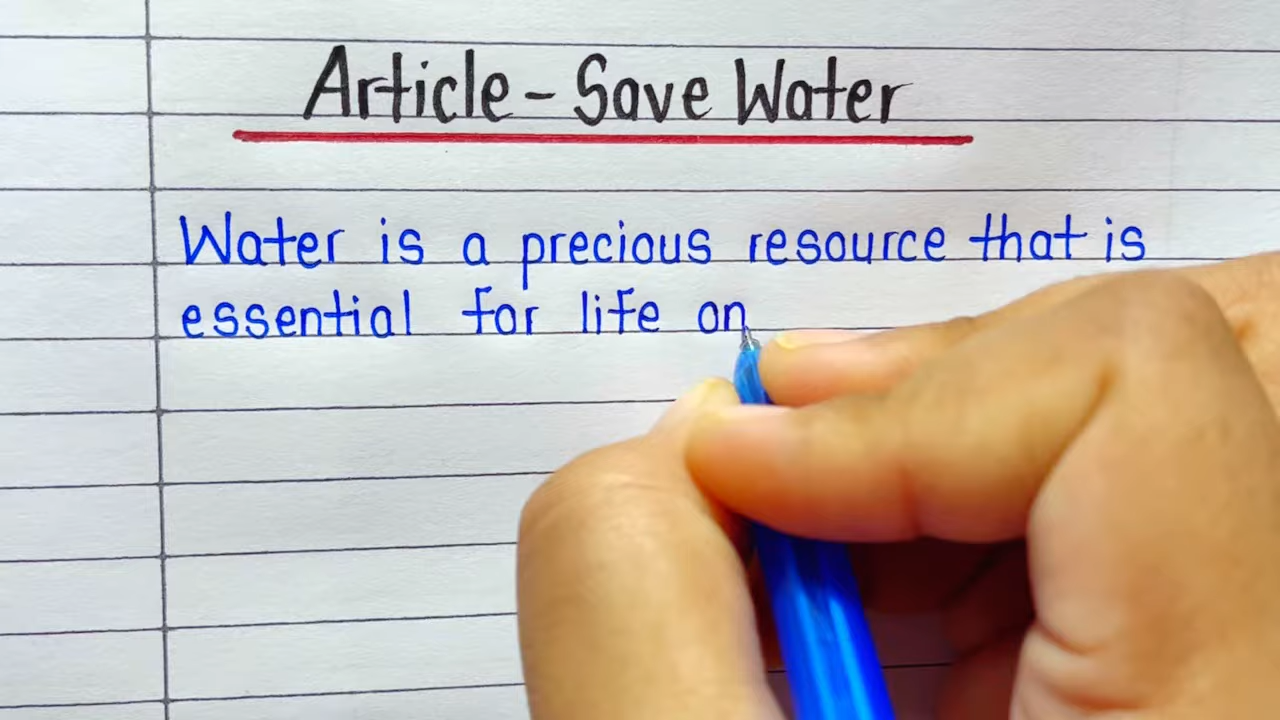 Article - Save Water
Water is a precious resource that is
essential for life on